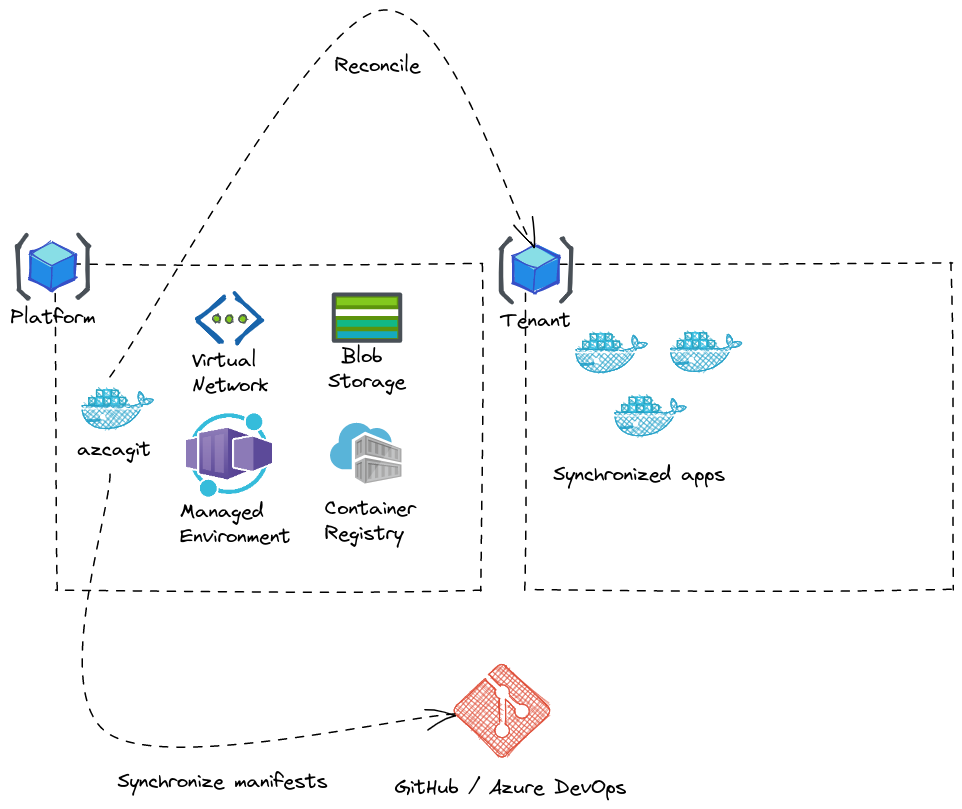 Reconcile
Platform
Tenant
Virtual
Network
Blob
Storage
azcagit
Managed
Environment
Container
Registry
Synchronized apps
Synchronize manifests
GitHub / Azure DevOps